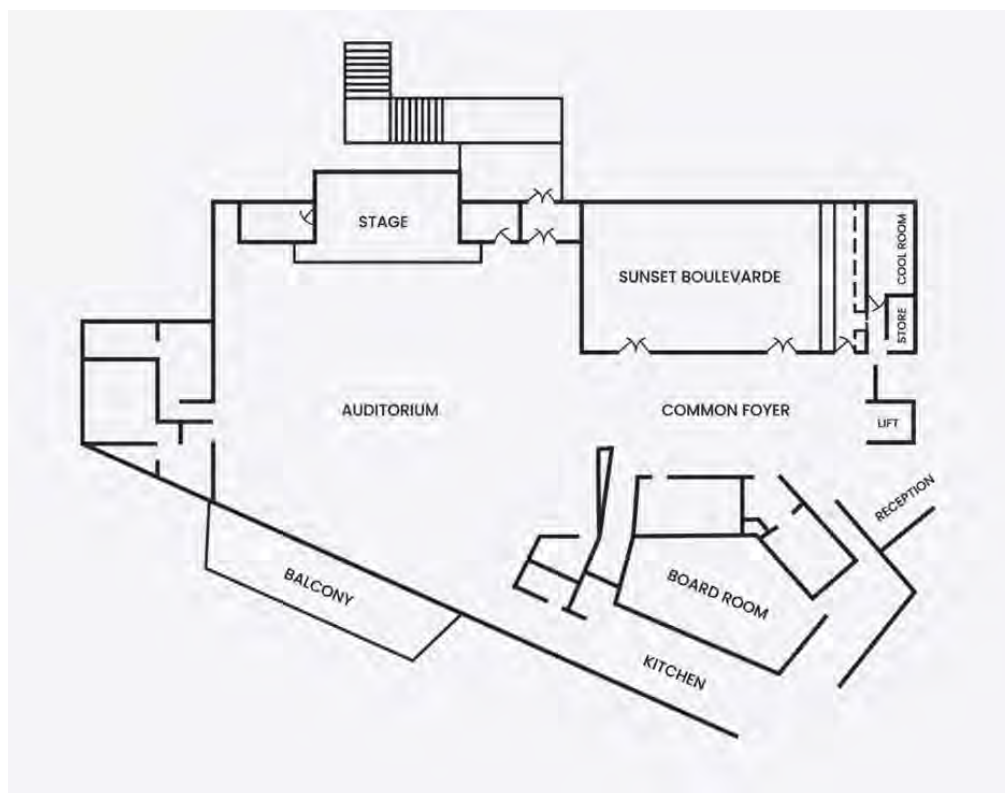 STAGE
COOL ROOM
SUNSET BOULEVARDE
STORE
AUDITORIUM
COMMON FOYER
LIFT
RECEPTION
BALCONY
BOARD ROOM
KITCHEN